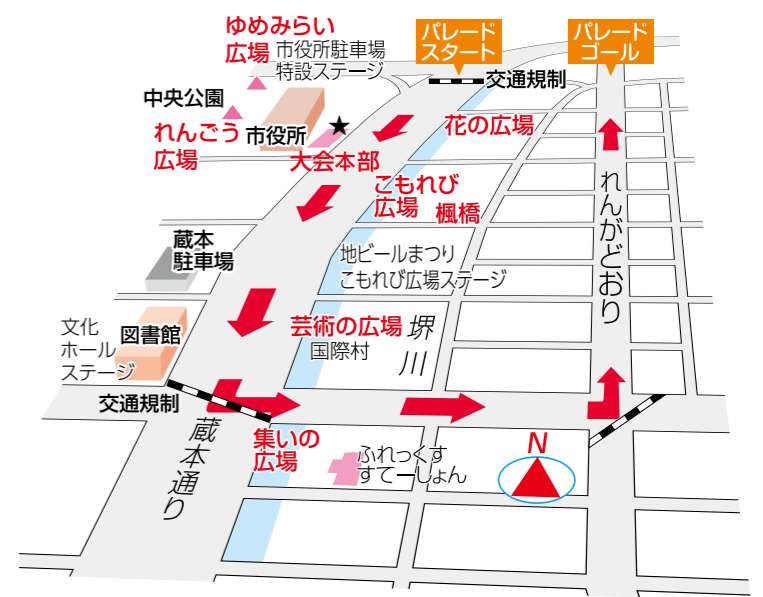 ゆめみらい
広場
市役所駐車場
特設ステージ
パレード
スタート
パレード
ゴール
交通規制
中央公園
れんごう
広場
市役所
★
大会本部
花の広場
こもれび
広場
楓橋
れんがどおり
蔵本
駐車場
地ビールまつり
こもれび広場ステージ
文化
ホール
ステージ
図書館
芸術の広場
国際村
堺川
交通規制
蔵本通り
集いの
広場
ふれっくす
すてーしょん
N